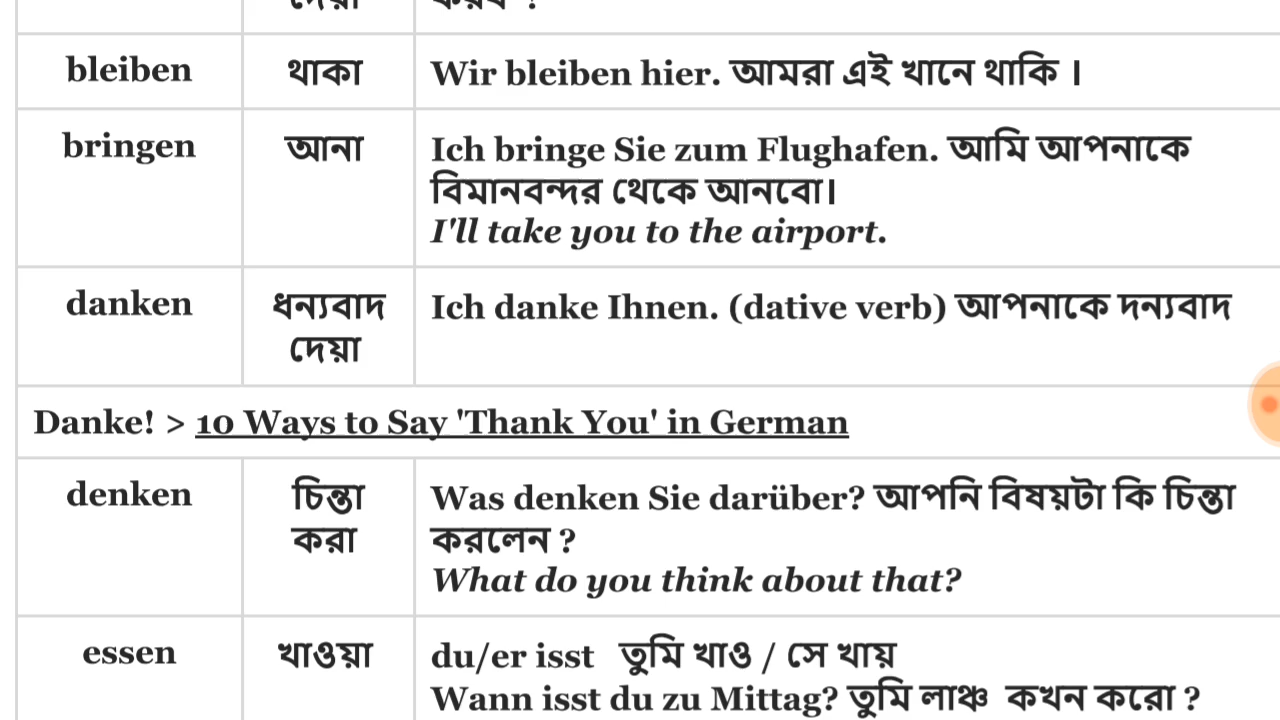 bleiben থাকা Wir bleiben hier. আমরা এই খানে থাকি ।
bringen আনা Ich bringe Sie zum Flughafen. আমি আপনাকে
বিমানবন্দর থেকে আনবো।
I'll take you to the airport.
danken ধন্যবাদ Ich danke Ihnen. (dative verb) আপনাকে দন্যবাদ
দেয়া
Danke! > 10 Ways to Say 'Thank You' in German
denken চিন্তা Was denken Sie darüber? আপনি বিষয়টা কি চিন্তা
করা করলেন ?
What do you think about that?
essen খাওয়া du/er isst তুমি খাও / সে খায়
Wann isst du zu Mittag? তুমি লাঞ্চ কখন করো ?